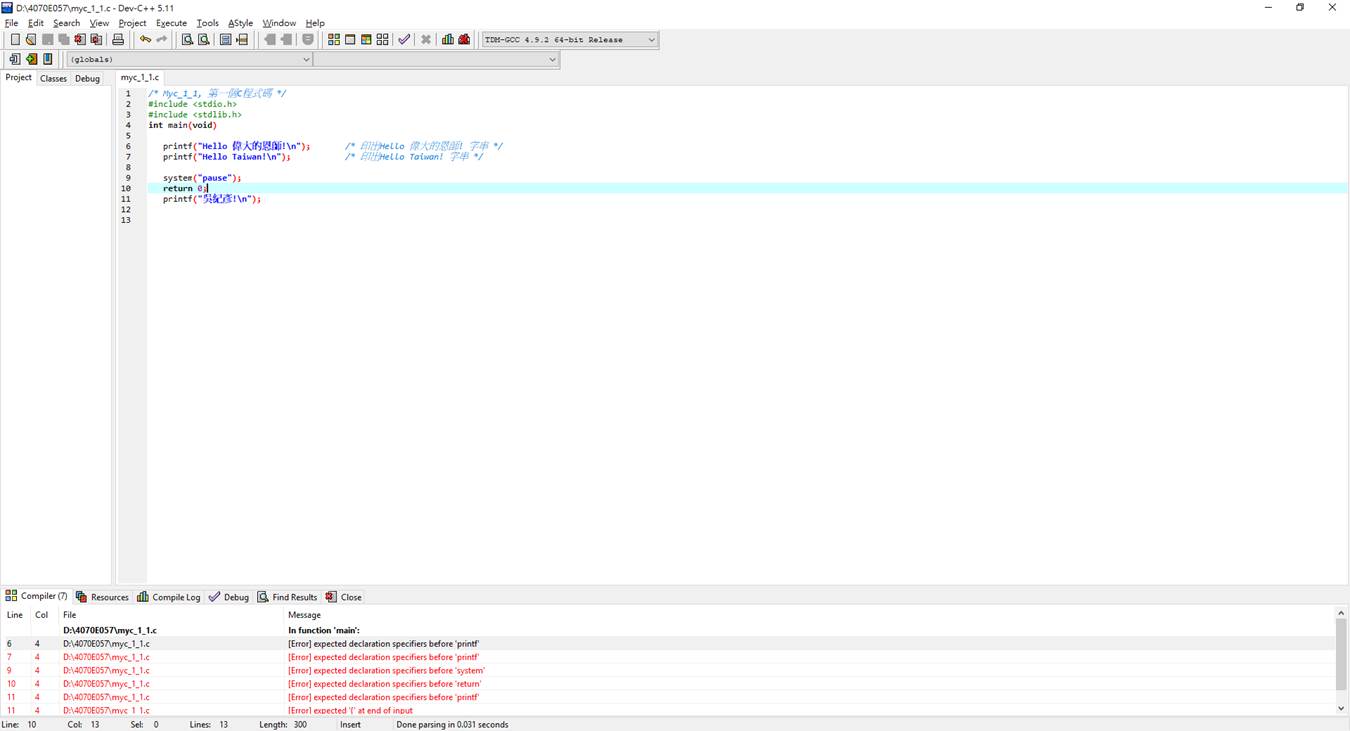 D:\4070E057\myc_1_1.c - Dev-C++ 5.11
File Edit Search View Project Execute Tools AStyle Window Help
TDM-GCC 4.9.2 64-bit Release
(globals)
Project Classes Debug myc_1_1.c
1 /* Myc_1_1, 第一個C程式碼 */
2 #include <stdio.h>
3 #include <stdlib.h>
4 int main(void)
5
6 printf("Hello 偉大的恩師!\n"); /* 印出Hello 偉大的恩師! 字串 */
7 printf("Hello Taiwan!\n"); /* 印出Hello Taiwan! 字串 */
8
9 system("pause");
10 return 0;
11 printf("吳紀彥!\n");
12
13
Compiler (7) Resources Compile Log Debug Find Results Close
Line Col File Message
D:\4070E057\myc_1_1.c In function 'main':
6 4 D:\4070E057\myc_1_1.c [Error] expected declaration specifiers before 'printf'
7 4 D:\4070E057\myc_1_1.c [Error] expected declaration specifiers before 'printf'
9 4 D:\4070E057\myc_1_1.c [Error] expected declaration specifiers before 'system'
10 4 D:\4070E057\myc_1_1.c [Error] expected declaration specifiers before 'return'
11 4 D:\4070E057\myc_1_1.c [Error] expected declaration specifiers before 'printf'
11 4 D:\4070E057\myc_1_1.c [Error] expected '{' at end of input
Line: 10 Col: 13 Sel: 0 Lines: 13 Length: 300 Insert Done parsing in 0.031 seconds